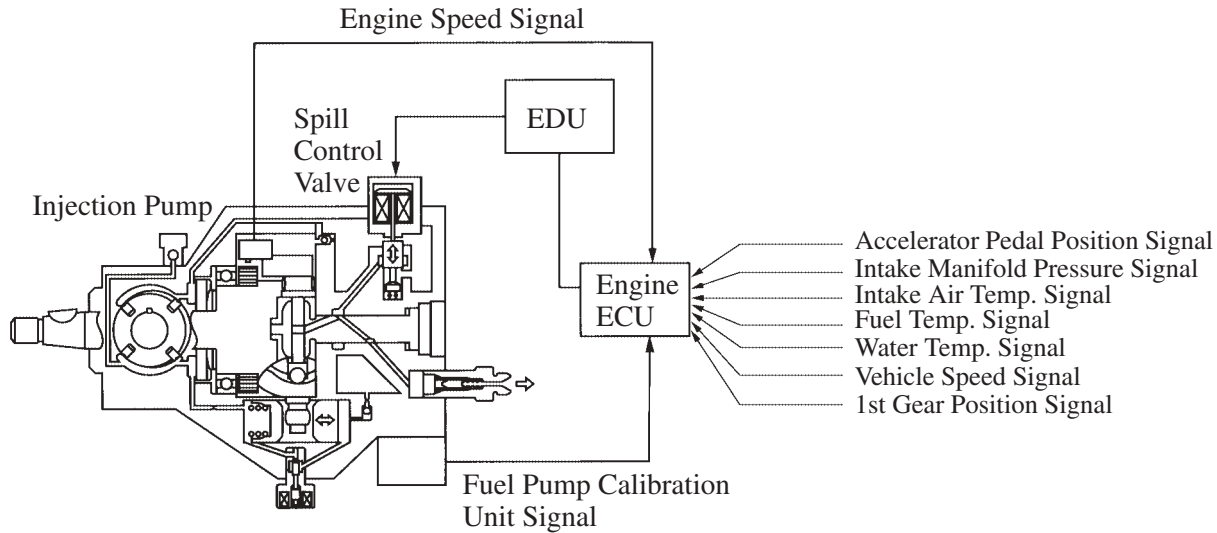 Engine Speed Signal
EDU
Spill
Control
Valve
Injection Pump
Engine
ECU
Accelerator Pedal Position Signal
Intake Manifold Pressure Signal
Intake Air Temp. Signal
Fuel Temp. Signal
Water Temp. Signal
Vehicle Speed Signal
1st Gear Position Signal
Fuel Pump Calibration
Unit Signal